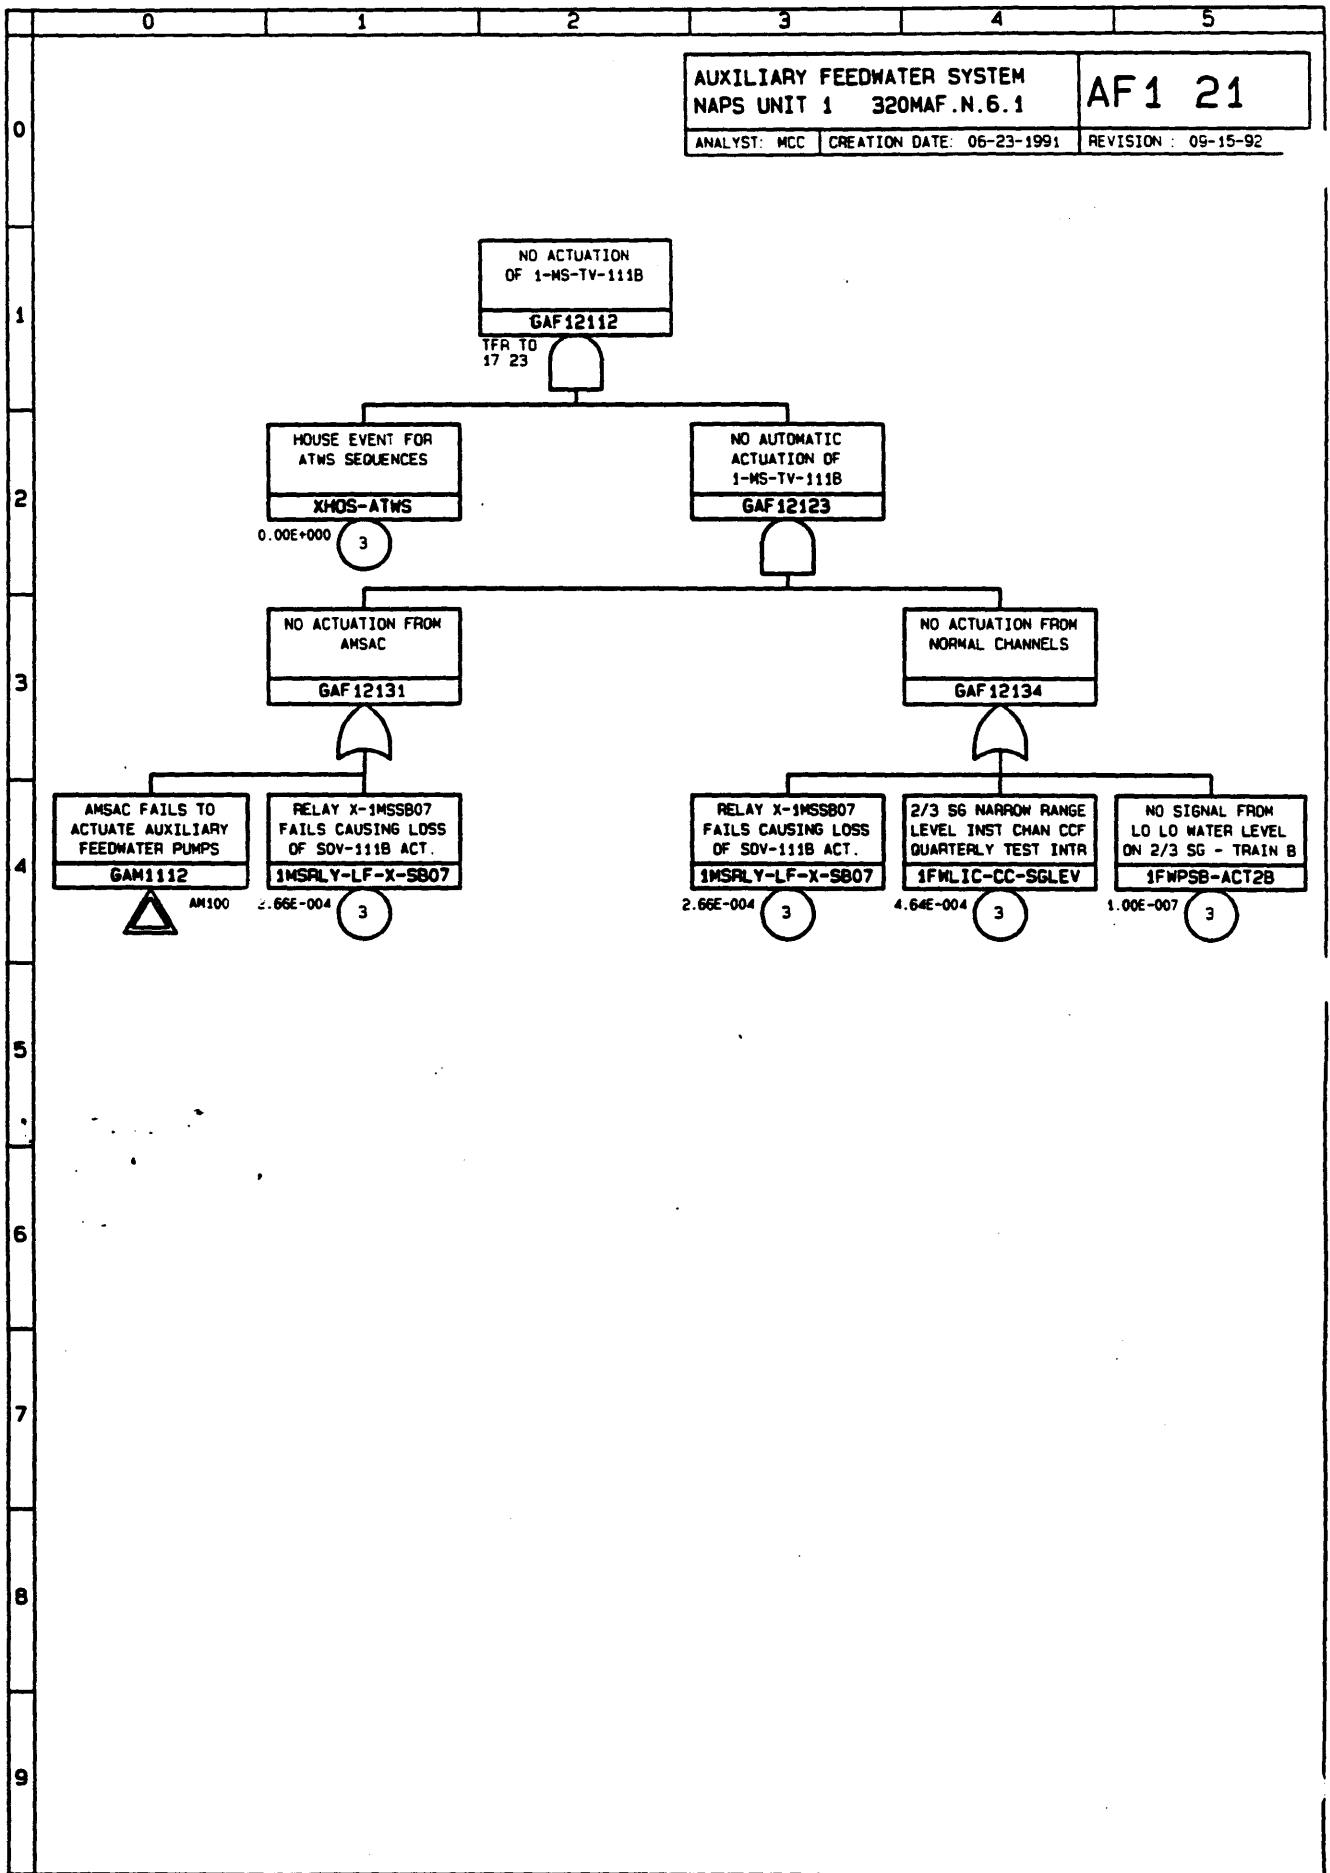 0 1 2 3 4 5
AUXILIARY FEEDWATER SYSTEM
NAPS UNIT 1 320MAF.N.6.1
AF1 21
ANALYST: MCC CREATION DATE: 06-23-1991 REVISION : 09-15-92
0
NO ACTUATION
OF 1-MS-TV-111B
GAF12112
TFR TO
17 23
1
HOUSE EVENT FOR
ATWS SEQUENCES
XHOS-ATWS
0.00E+000
3
NO AUTOMATIC
ACTUATION OF
1-MS-TV-111B
GAF12123
2
NO ACTUATION FROM
AMSAC
GAF12131
NO ACTUATION FROM
NORMAL CHANNELS
GAF12134
3
AMSAC FAILS TO
ACTUATE AUXILIARY
FEEDWATER PUMPS
GAM1112
AM100
RELAY X-1MSSB07
FAILS CAUSING LOSS
OF SOV-111B ACT.
1MSRLY-LF-X-SB07
.66E-004
3
RELAY X-1MSSB07
FAILS CAUSING LOSS
OF SOV-111B ACT.
1MSRLY-LF-X-SB07
2.66E-004
3
2/3 SG NARROW RANGE
LEVEL INST CHAN CCF
QUARTERLY TEST INTR
1FWLIC-CC-SGLEV
4.64E-004
3
NO SIGNAL FROM
LO LO WATER LEVEL
ON 2/3 SG - TRAIN B
1FWPSB-ACT2B
1.00E-007
3
4
5
6
7
8
9